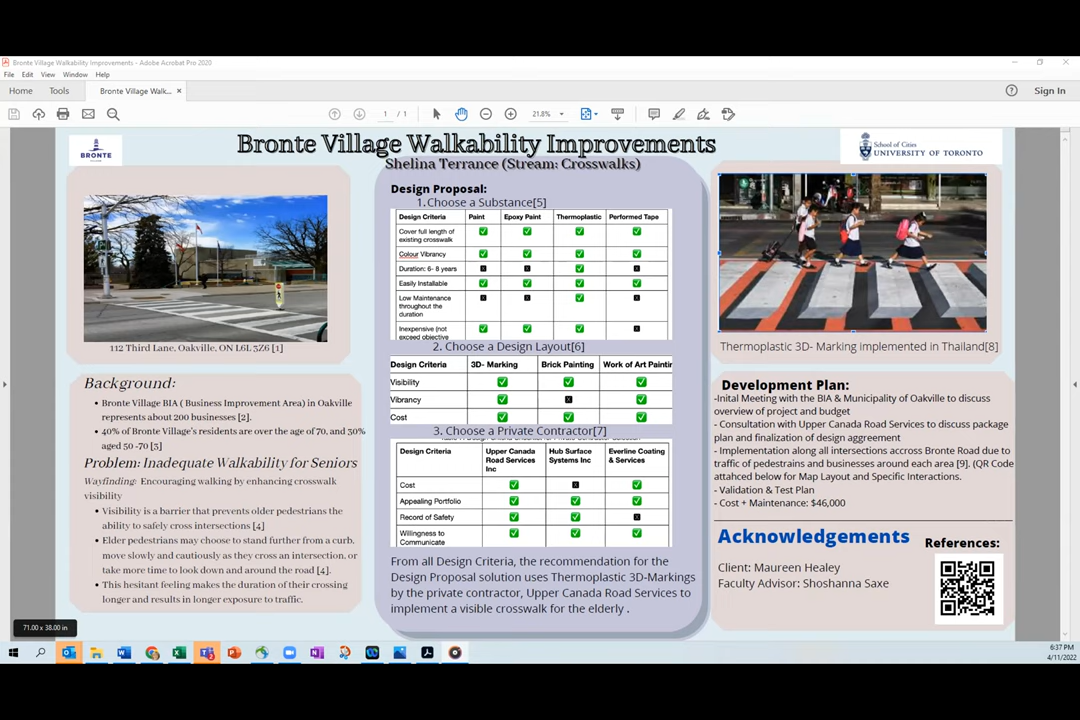 Bronte Village Walkability Improvements - Adobe Acrobat Pro 2020
File Edit View Window Help
Home Tools Bronte Village Walk... × Sign In
1 / 1 21.8%
BRONTE
Bronte Village Walkability Improvements
Shelina Terrance (Stream: Crosswalks)
School of Cities
UNIVERSITY OF TORONTO
112 Third Lane, Oakville, ON L6L 3Z6 [1]
Background:
• Bronte Village BIA ( Business Improvement Area) in Oakville
represents about 200 businesses [2].
• 40% of Bronte Village's residents are over the age of 70, and 30%
aged 50 -70 [3]
Problem: Inadequate Walkability for Seniors
Wayfinding: Encouraging walking by enhancing crosswalk
visibility
• Visibility is a barrier that prevents older pedestrians the
ability to safely cross intersections [4]
• Elder pedestrians may choose to stand further from a curb,
move slowly and cautiously as they cross an intersection, or
take more time to look down and around the road [4].
• This hesitant feeling makes the duration of their crossing
longer and results in longer exposure to traffic.
Design Proposal:
1. Choose a Substance[5]
Design Criteria Paint Epoxy Paint Thermoplastic Performed Tape
Cover full length of
existing crosswalk
Colour Vibrancy
Duration: 6- 8 years
Easily Installable
Low Maintenance
throughout the
duration
Inexpensive (not
exceed objective
2. Choose a Design Layout[6]
Design Criteria 3D- Marking Brick Painting Work of Art Paintin
Visibility
Vibrancy
Cost
3. Choose a Private Contractor[7]
Design Criteria Upper Canada Hub Surface Everline Coating
Road Services Systems Inc & Services
Inc
Cost
Appealing Portfolio
Record of Safety
Willingness to
Communicate
From all Design Criteria, the recommendation for the
Design Proposal solution uses Thermoplastic 3D-Markings
by the private contractor, Upper Canada Road Services to
implement a visible crosswalk for the elderly .
Thermoplastic 3D- Marking implemented in Thailand[8]
Development Plan:
-Inital Meeting with the BIA & Municipality of Oakville to discuss
overview of project and budget
- Consultation with Upper Canada Road Services to discuss package
plan and finalization of design aggreement
- Implementation along all intersections accross Bronte Road due to
traffic of pedestrains and businesses around each area [9]. (QR Code
attahced below for Map Layout and Specific Interactions.
- Validation & Test Plan
- Cost + Maintenance: $46,000
Acknowledgements
Client: Maureen Healey
Faculty Advisor: Shoshanna Saxe
References:
71.00 x 38.00 in
6:37 PM
4/11/2022